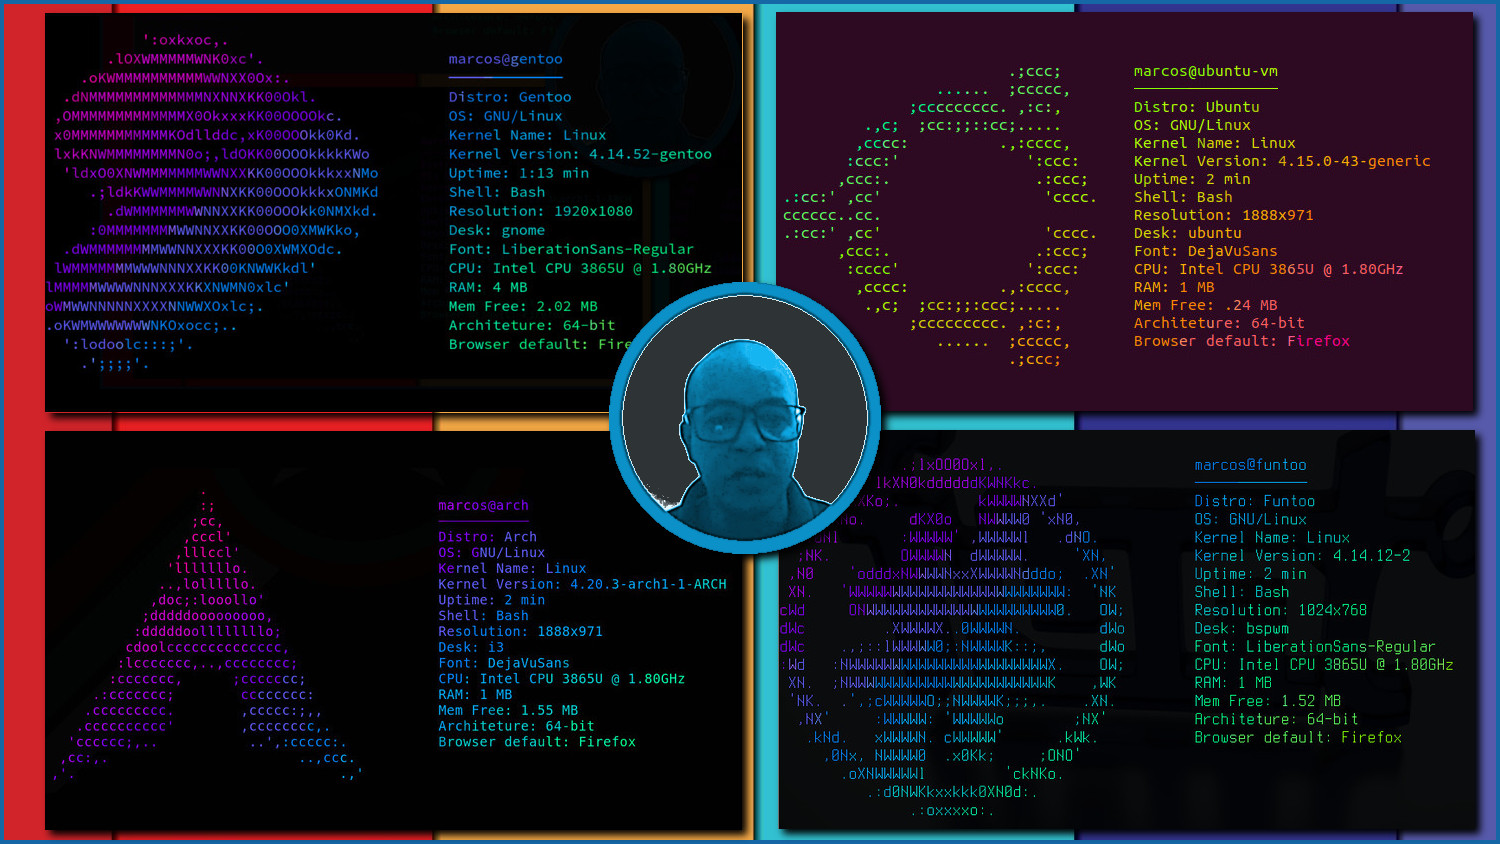 marcos@gentoo
Distro: Gentoo
OS: GNU/Linux
Kernel Name: Linux
Kernel Version: 4.14.52-gentoo
Uptime: 1:13 min
Shell: Bash
Resolution: 1920x1080
Desk: gnome
Font: LiberationSans-Regular
CPU: Intel CPU 3865U @ 1.80GHz
RAM: 4 MB
Mem Free: 2.02 MB
Architeture: 64-bit
Browser default: Fire
marcos@ubuntu-vm
Distro: Ubuntu
OS: GNU/Linux
Kernel Name: Linux
Kernel Version: 4.15.0-43-generic
Uptime: 2 min
Shell: Bash
Resolution: 1888x971
Desk: ubuntu
Font: DejaVuSans
CPU: Intel CPU 3865U @ 1.80GHz
RAM: 1 MB
Mem Free: .24 MB
Architeture: 64-bit
Browser default: Firefox
marcos@arch
Distro: Arch
OS: GNU/Linux
Kernel Name: Linux
Kernel Version: 4.20.3-arch1-1-ARCH
Uptime: 2 min
Shell: Bash
Resolution: 1888x971
Desk: i3
Font: DejaVuSans
CPU: Intel CPU 3865U @ 1.80GHz
RAM: 1 MB
Mem Free: 1.55 MB
Architeture: 64-bit
Browser default: Firefox
marcos@funtoo
Distro: Funtoo
OS: GNU/Linux
Kernel Name: Linux
Kernel Version: 4.14.12-2
Uptime: 2 min
Shell: Bash
Resolution: 1024x768
Desk: bspwm
Font: LiberationSans-Regular
CPU: Intel CPU 3865U @ 1.80GHz
RAM: 1 MB
Mem Free: 1.52 MB
Architeture: 64-bit
Browser default: Firefox